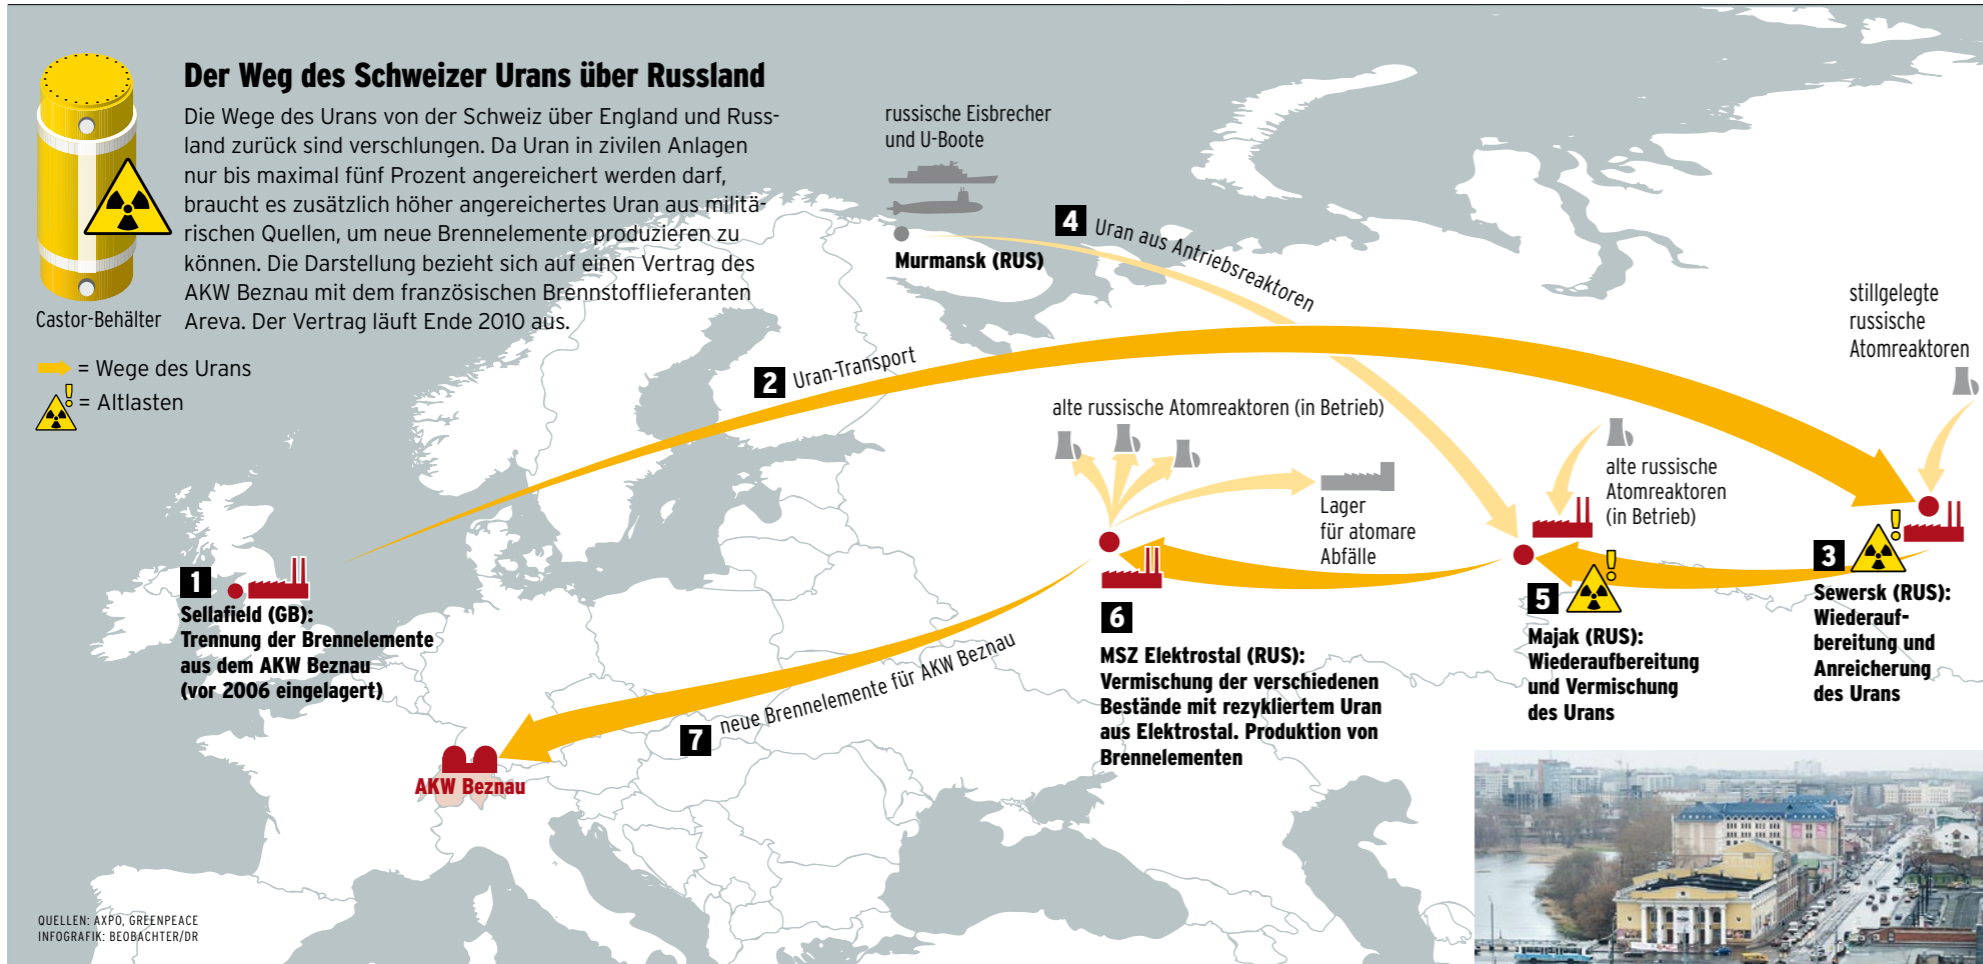 Der Weg des Schweizer Urans über Russland
Die Wege des Urans von der Schweiz über England und Russ-
land zurück sind verschlungen. Da Uran in zivilen Anlagen
nur bis maximal fünf Prozent angereichert werden darf,
braucht es zusätzlich höher angereichertes Uran aus militä-
rischen Quellen, um neue Brennelemente produzieren zu
können. Die Darstellung bezieht sich auf einen Vertrag des
AKW Beznau mit dem französischen Brennstofflieferanten
Areva. Der Vertrag läuft Ende 2010 aus.
Castor-Behälter
= Wege des Urans
= Altlasten
1
Sellafield (GB):
Trennung der Brennelemente
aus dem AKW Beznau
(vor 2006 eingelagert)
2 Uran-Transport
russische Eisbrecher
und U-Boote
Murmansk (RUS)
4 Uran aus Antriebsreaktoren
stillgelegte
russische
Atomreaktoren
3
Sewersk (RUS):
Wiederauf-
bereitung und
Anreicherung
des Urans
alte russische
Atomreaktoren
(in Betrieb)
5
Majak (RUS):
Wiederaufbereitung
und Vermischung
des Urans
alte russische Atomreaktoren (in Betrieb)
Lager
für atomare
Abfälle
6
MSZ Elektrostal (RUS):
Vermischung der verschiedenen
Bestände mit rezykliertem Uran
aus Elektrostal. Produktion von
Brennelementen
7 neue Brennelemente für AKW Beznau
AKW Beznau
QUELLEN: AXPO, GREENPEACE
INFOGRAFIK: BEOBACHTER/DR